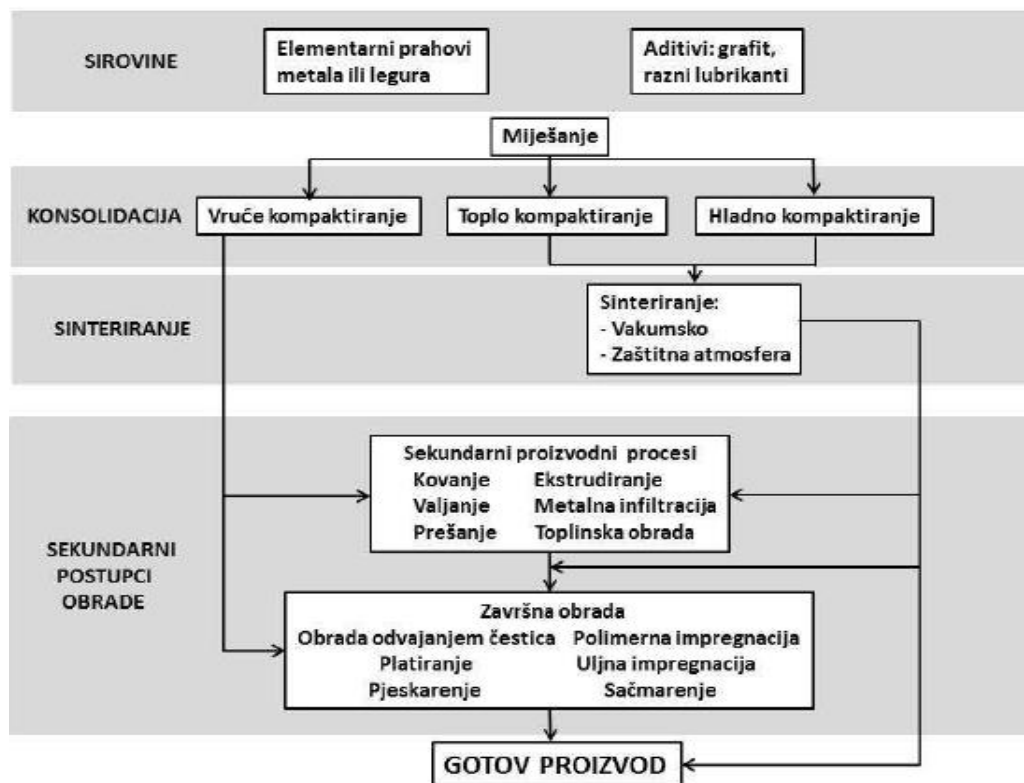 SIROVINE
Elementarni prahovi
metala ili legura
Aditivi: grafit,
razni lubrikanti
Miješanje
KONSOLIDACIJA
Vruće kompaktiranje
Toplo kompaktiranje
Hladno kompaktiranje
SINTERIRANJE
Sinteriranje:
- Vakumsko
- Zaštitna atmosfera
SEKUNDARNI
POSTUPCI
OBRADE
Sekundarni proizvodni procesi
Kovanje Ekstrudiranje
Valjanje Metalna infiltracija
Prešanje Toplinska obrada
Završna obrada
Obrada odvajanjem čestica Polimerna impregnacija
Platiranje Uljna impregnacija
Pjeskarenje Sačmarenje
GOTOV PROIZVOD